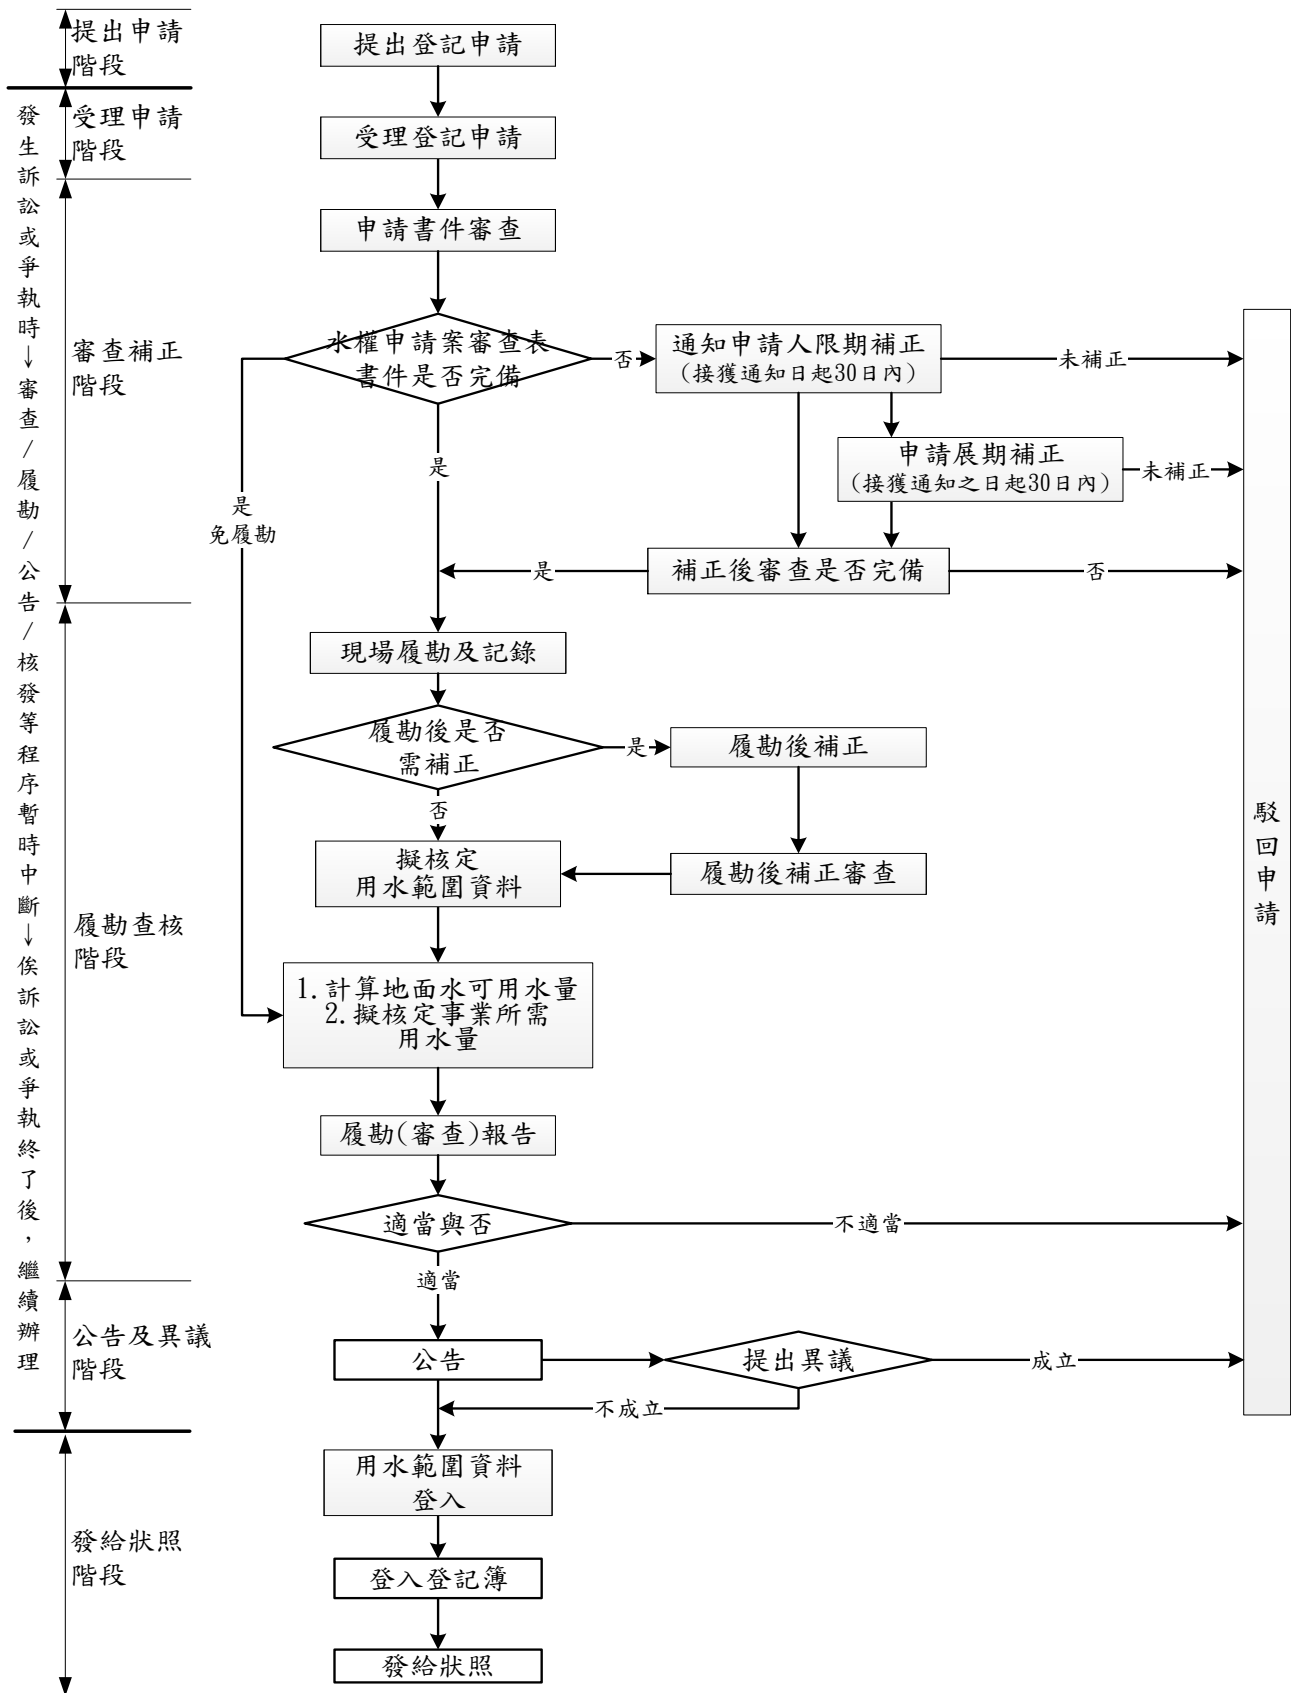 提出申請
階段
提出登記申請
受理申請
階段
受理登記申請
發生訴訟或爭執時↓審查/履勘/公告/核發等程序暫時中斷↓俟訴訟或爭執終了後，繼續辦理
申請書件審查
審查補正
階段
水權申請案審查表
書件是否完備
否
通知申請人限期補正
(接獲通知日起30日內)
未補正
是
申請展期補正
(接獲通知之日起30日內)
未補正
是
免履勘
是
補正後審查是否完備
否
現場履勘及記錄
履勘後是否
需補正
是
履勘後補正
否
駁回申請
擬核定
用水範圍資料
履勘後補正審查
履勘查核
階段
1.計算地面水可用水量
2.擬核定事業所需
用水量
履勘(審查)報告
適當與否
不適當
適當
公告及異議
階段
公告
提出異議
成立
不成立
用水範圍資料
登入
發給狀照
階段
登入登記簿
發給狀照